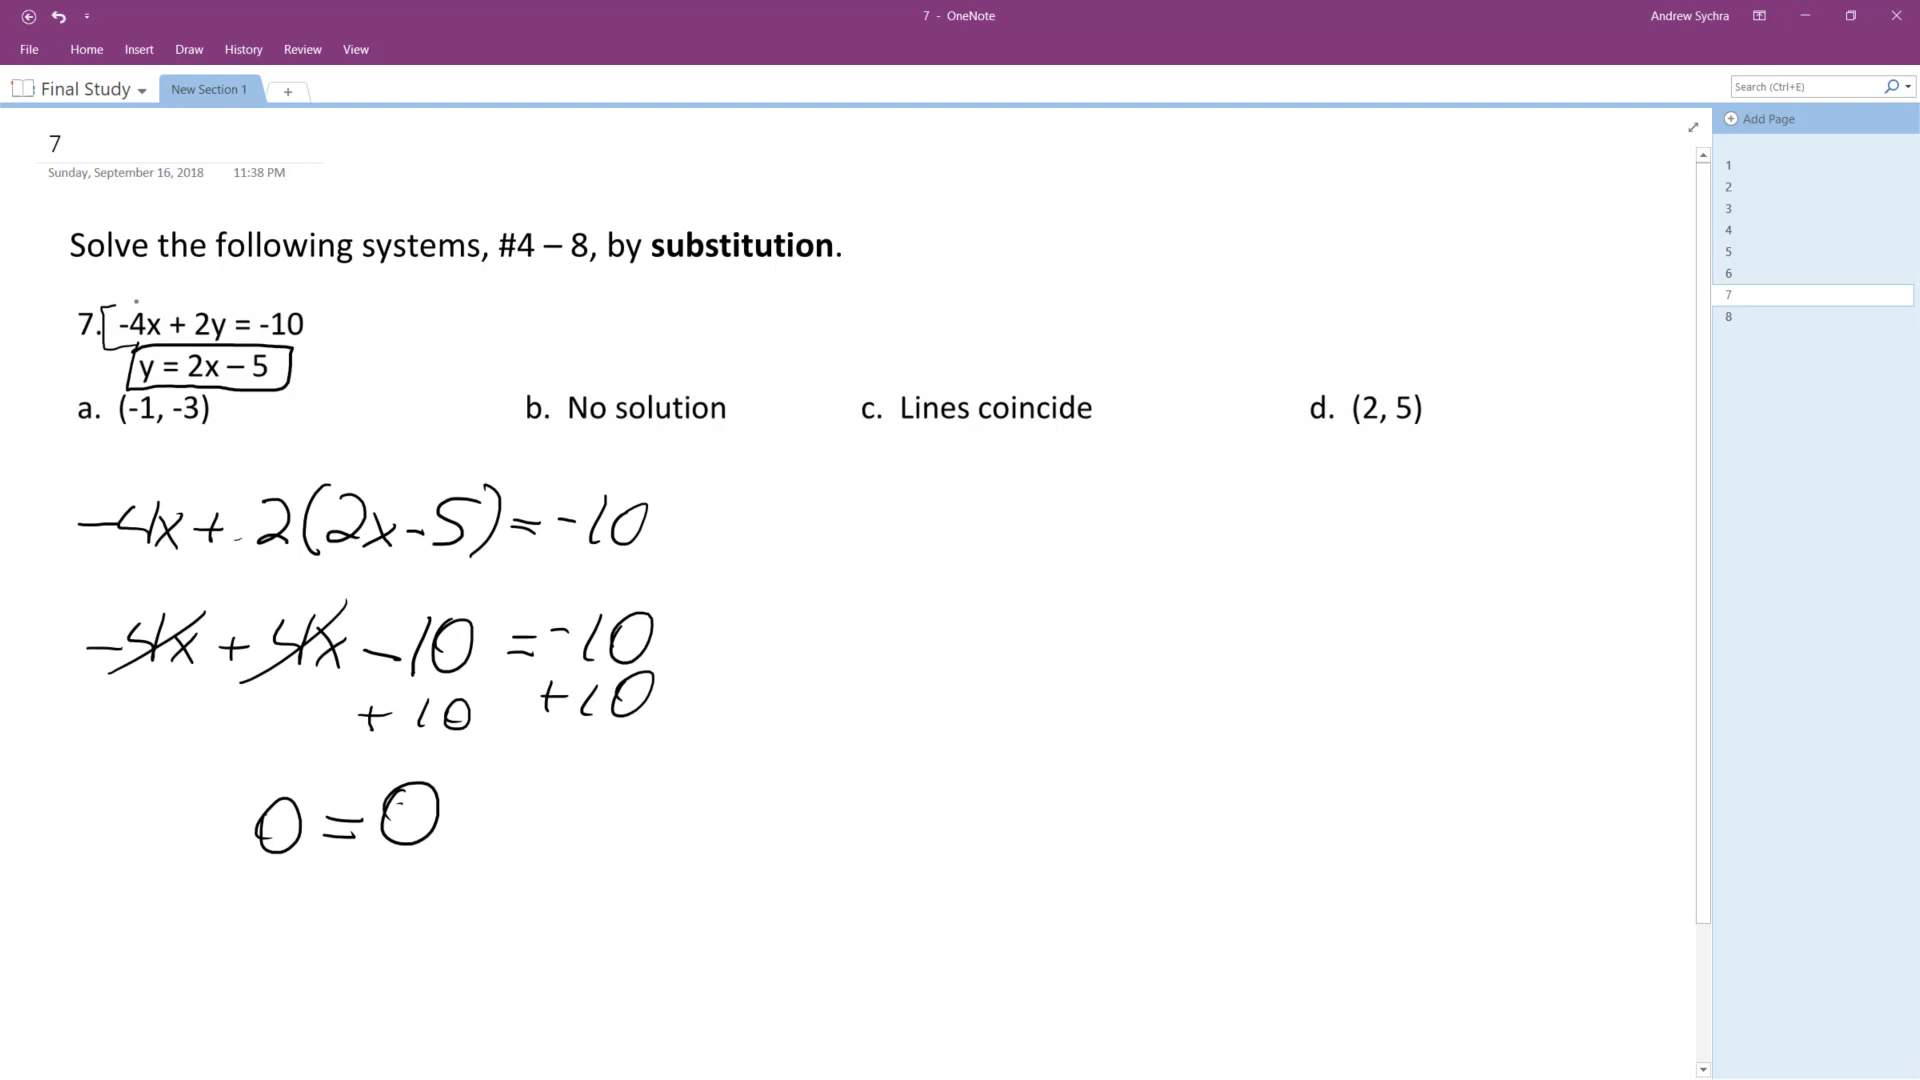 7 - OneNote
Andrew Sychra
File Home Insert Draw History Review View
Final Study New Section 1 +
Search (Ctrl+E)
Add Page
7
Sunday, September 16, 2018 11:38 PM
Solve the following systems, #4 – 8, by substitution.
7. -4x + 2y = -10
y = 2x – 5
a. (-1, -3) b. No solution c. Lines coincide d. (2, 5)
-4x + 2(2x - 5) = -10
-4x + 4x - 10 = -10
+ 10 + 10
0 = 0
1
2
3
4
5
6
7
8